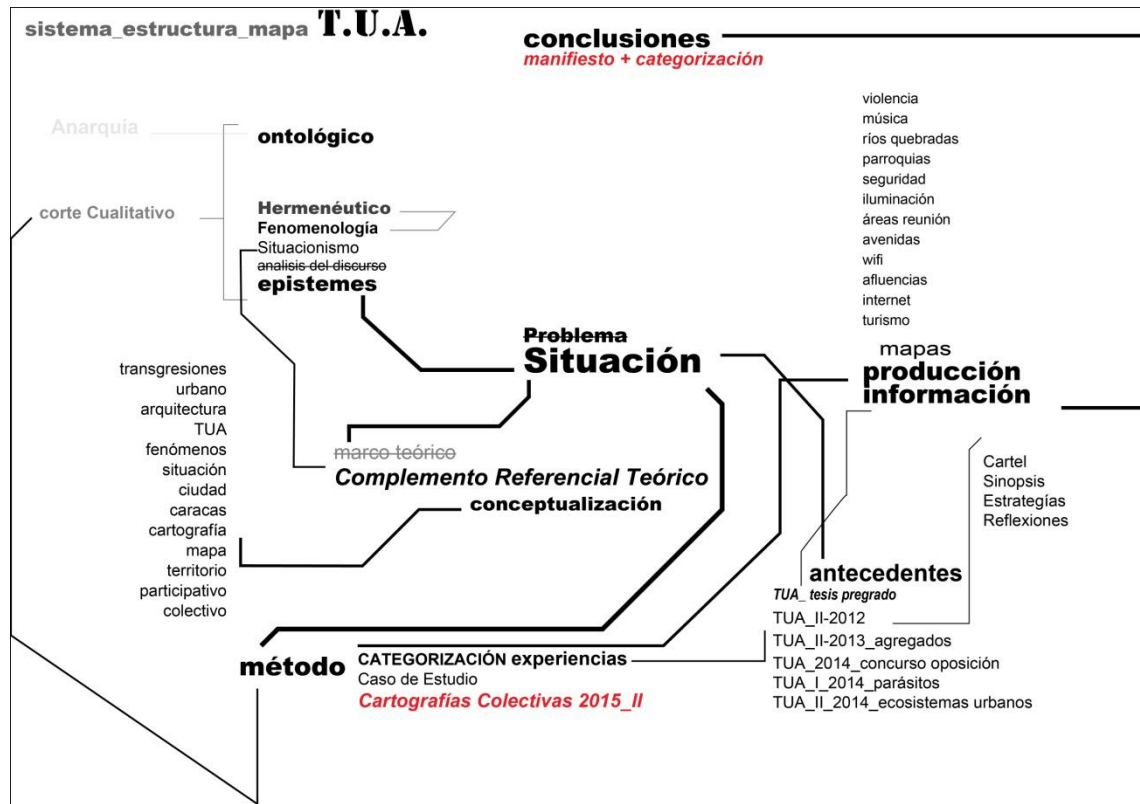 sistema_estructura_mapa T.U.A.
conclusiones
manifiesto + categorización
Anarquía
ontológico
corte Cualitativo
Hermenéutico
Fenomenología
Situacionismo
analisis del discurso
epistemes
violencia
música
ríos quebradas
parroquias
seguridad
iluminación
áreas reunión
avenidas
wifi
afluencias
internet
turismo
mapas
producción
información
Problema
Situación
transgresiones
urbano
arquitectura
TUA
fenómenos
situación
ciudad
caracas
cartografía
mapa
territorio
participativo
colectivo
marco teórico
Complemento Referencial Teórico
conceptualización
Cartel
Sinopsis
Estrategías
Reflexiones
antecedentes
TUA_ tesis pregrado
TUA_II-2012
TUA_II-2013_agregados
TUA_2014_concurso oposición
TUA_I_2014_parásitos
TUA_II_2014_ecosistemas urbanos
método
CATEGORIZACIÓN experiencias
Caso de Estudio
Cartografías Colectivas 2015_II